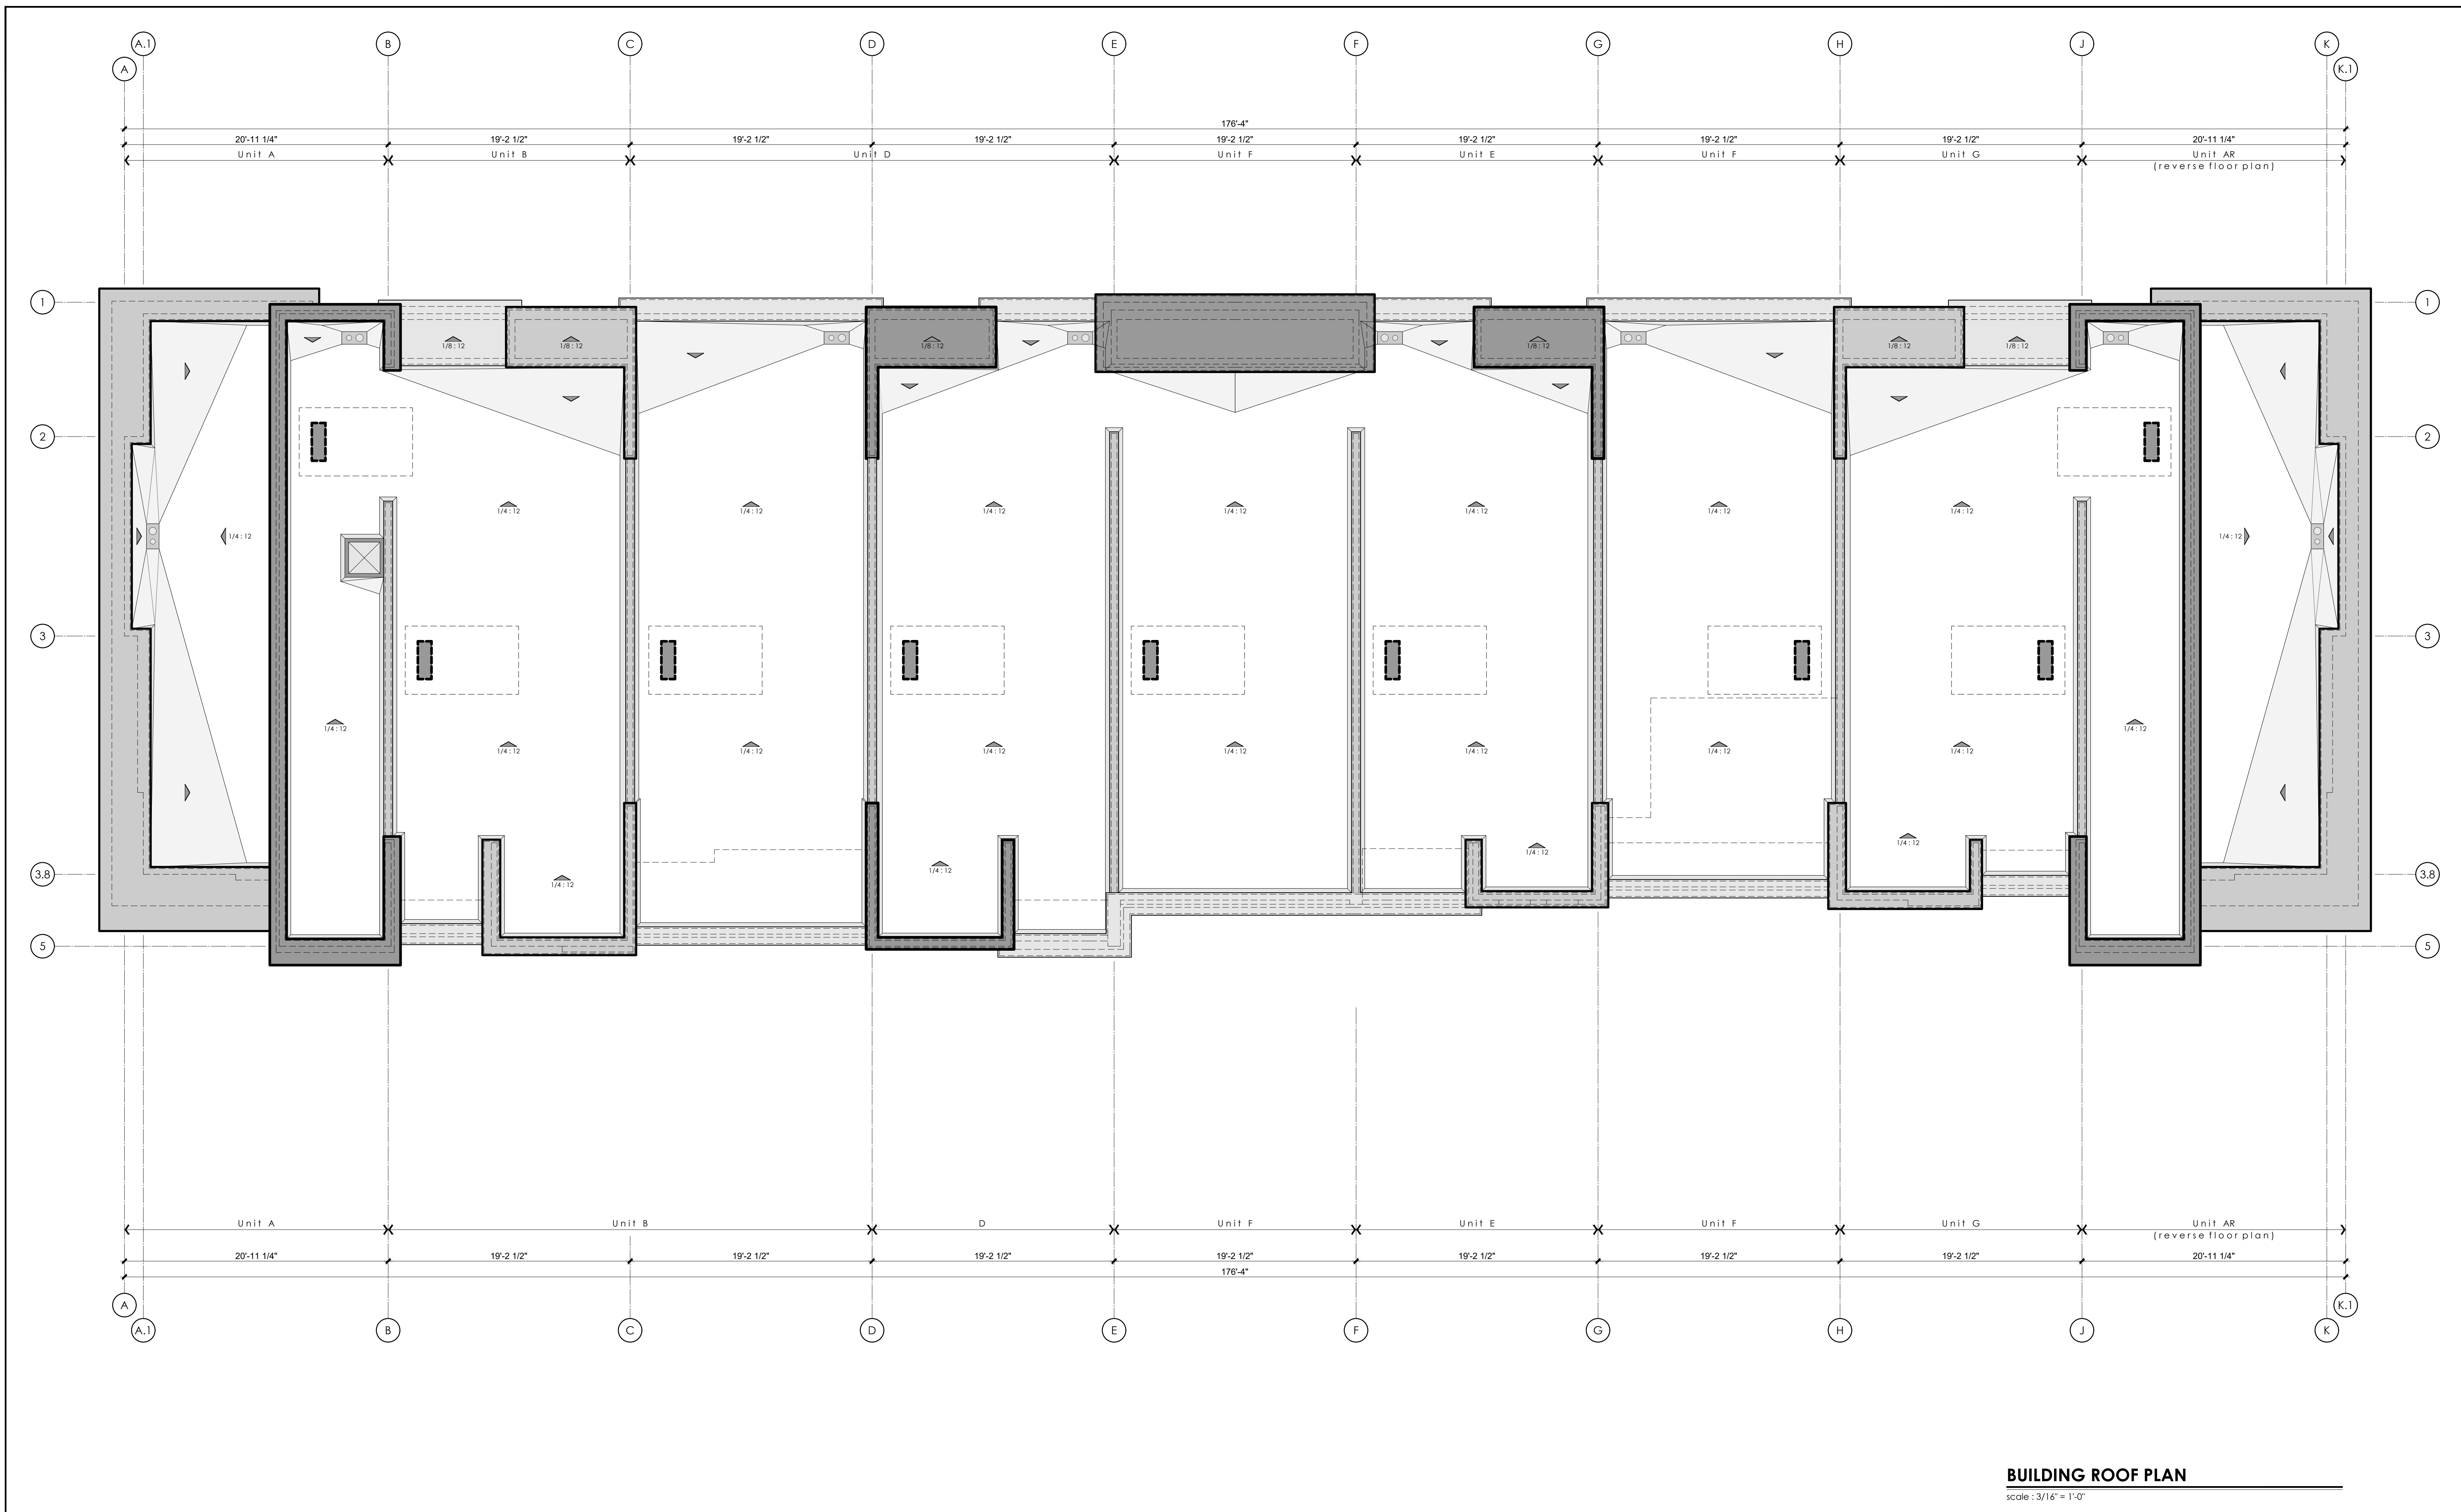 A.1 B C D E F G H J K
A K.1
176'-4"
20'-11 1/4" 19'-2 1/2" 19'-2 1/2" 19'-2 1/2" 19'-2 1/2" 19'-2 1/2" 19'-2 1/2" 19'-2 1/2" 20'-11 1/4"
Unit A Unit B Unit D Unit F Unit E Unit F Unit G Unit AR
(reverse floor plan)
1 1
1/8 : 12 1/8 : 12 1/8 : 12 1/8 : 12 1/8 : 12 1/8 : 12
2 2
1/4 : 12 1/4 : 12 1/4 : 12 1/4 : 12 1/4 : 12 1/4 : 12 1/4 : 12
1/4 : 12 1/4 : 12
3 3
1/4 : 12 1/4 : 12
1/4 : 12 1/4 : 12 1/4 : 12 1/4 : 12 1/4 : 12 1/4 : 12 1/4 : 12
1/4 : 12 1/4 : 12
1/4 : 12
3.8 3.8
1/4 : 12
5 5
Unit A Unit B D Unit F Unit E Unit F Unit G Unit AR
(reverse floor plan)
20'-11 1/4" 19'-2 1/2" 19'-2 1/2" 19'-2 1/2" 19'-2 1/2" 19'-2 1/2" 19'-2 1/2" 19'-2 1/2" 20'-11 1/4"
176'-4"
A K.1
A.1 B C D E F G H J K
BUILDING ROOF PLAN
scale : 3/16" = 1'-0"